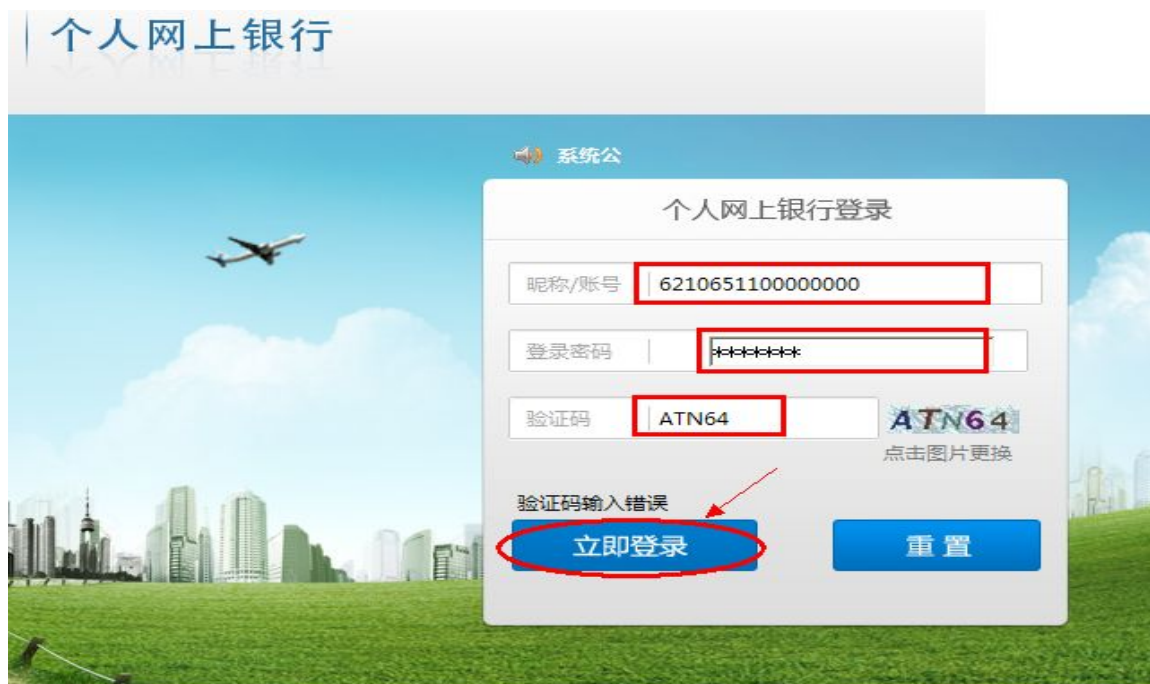 个人网上银行
系统公
个人网上银行登录
昵称/账号 6210651100000000
登录密码 *******
验证码 ATN64 ATN64
点击图片更换
验证码输入错误
立即登录 重置